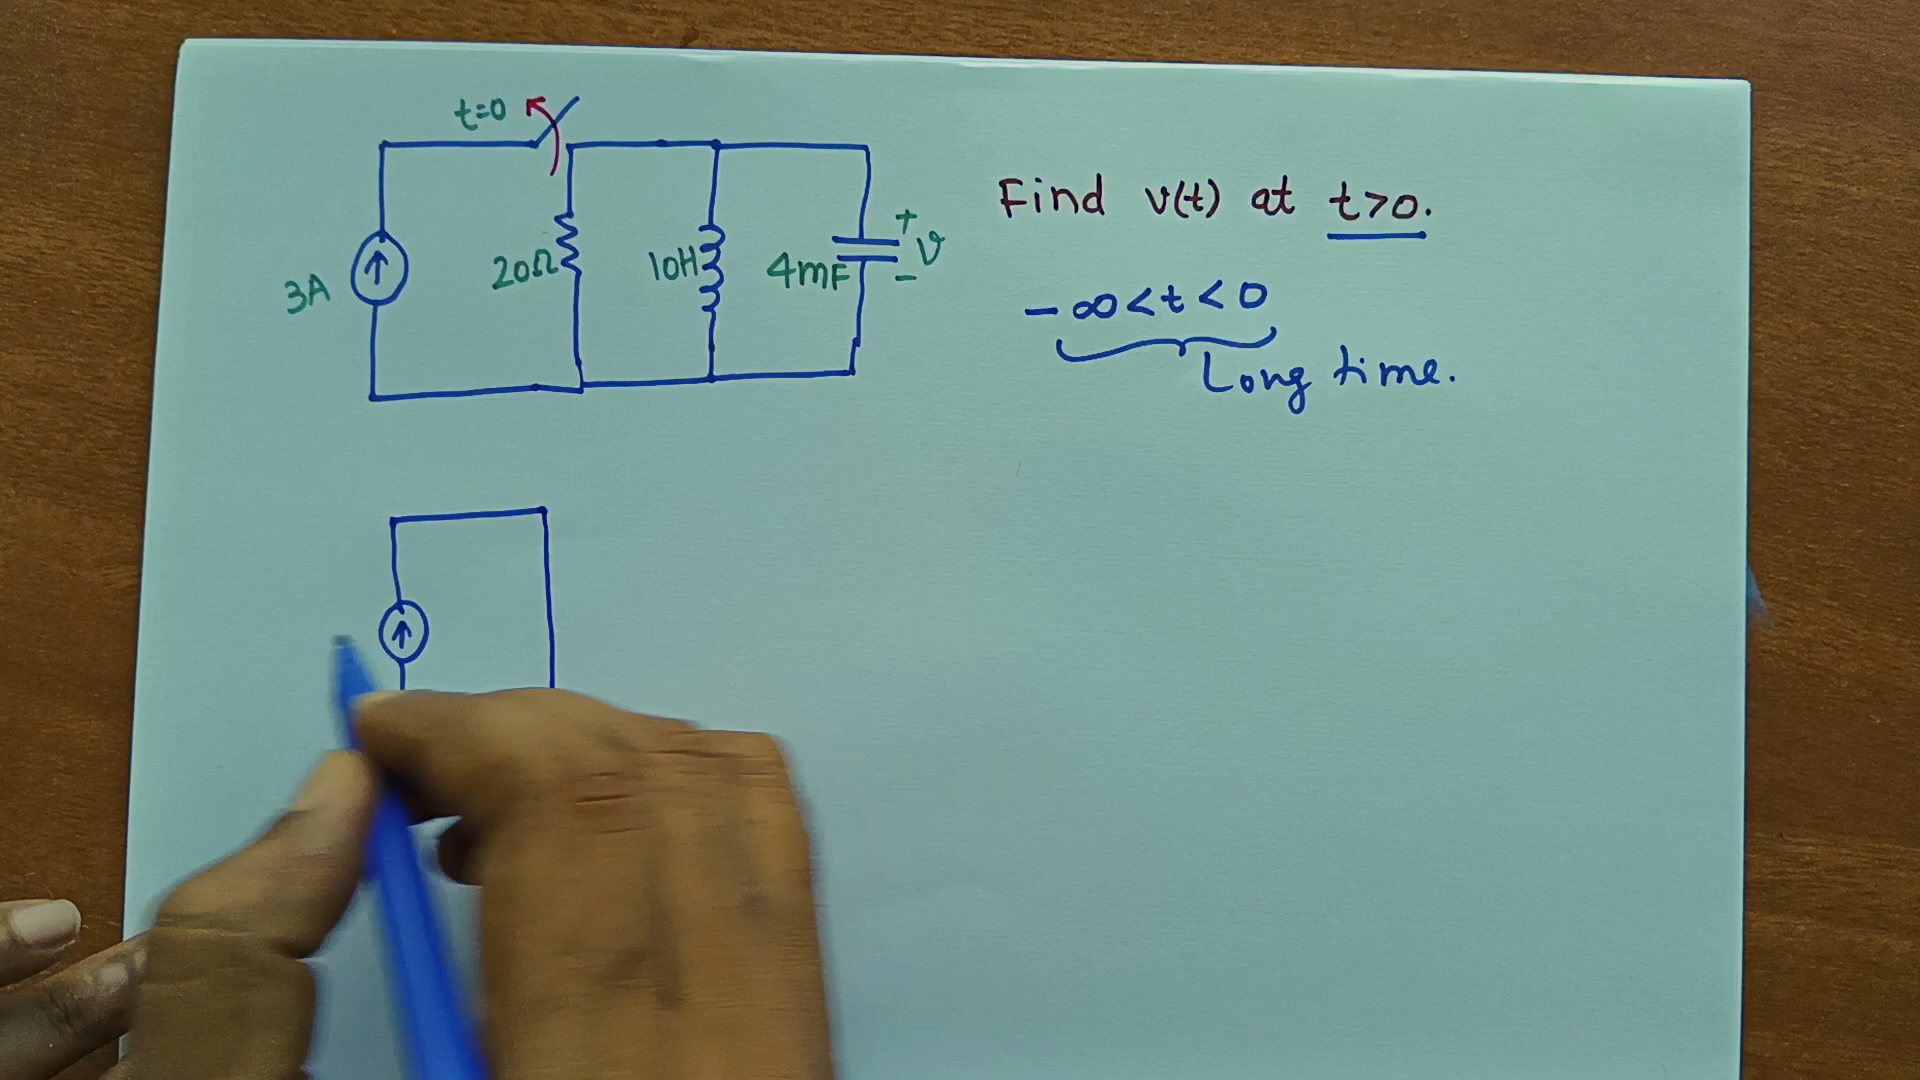 t=0
3A
20Ω
10H
4mF
+
v
-
Find v(t) at t>0.
-∞<t<0
Long time.